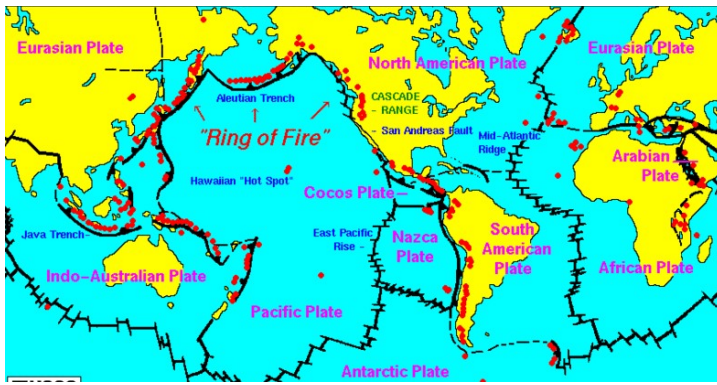 Eurasian Plate
North American Plate
Eurasian Plate
Aleutian Trench
CASCADE
RANGE
"Ring of Fire"
San Andreas Fault
Mid-Atlantic
Ridge
Arabian
Plate
Hawaiian "Hot Spot"
Cocos Plate
Java Trench
East Pacific
Rise
Nazca
Plate
South
American
Plate
Indo-Australian Plate
African Plate
Pacific Plate
Antarctic Plate